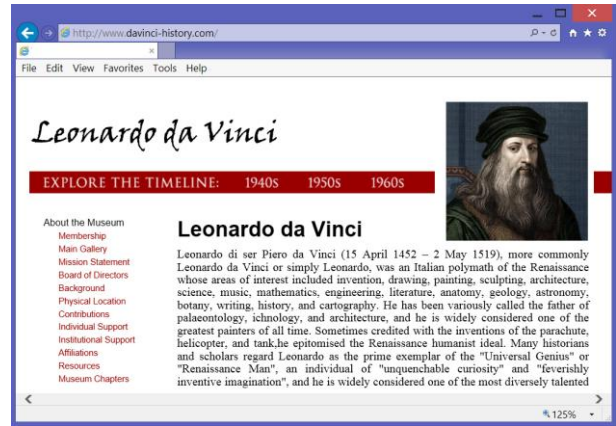 http://www.davinci-history.com/
File Edit View Favorites Tools Help
Leonardo da Vinci
EXPLORE THE TIMELINE: 1940s 1950s 1960s
About the Museum
Membership
Main Gallery
Mission Statement
Board of Directors
Background
Physical Location
Contributions
Individual Support
Institutional Support
Affiliations
Resources
Museum Chapters
Leonardo da Vinci
Leonardo di ser Piero da Vinci (15 April 1452 – 2 May 1519), more commonly
Leonardo da Vinci or simply Leonardo, was an Italian polymath of the Renaissance
whose areas of interest included invention, drawing, painting, sculpting, architecture,
science, music, mathematics, engineering, literature, anatomy, geology, astronomy,
botany, writing, history, and cartography. He has been variously called the father of
palaeontology, ichnology, and architecture, and he is widely considered one of the
greatest painters of all time. Sometimes credited with the inventions of the parachute,
helicopter, and tank,he epitomised the Renaissance humanist ideal. Many historians
and scholars regard Leonardo as the prime exemplar of the "Universal Genius" or
"Renaissance Man", an individual of "unquenchable curiosity" and "feverishly
inventive imagination", and he is widely considered one of the most diversely talented
125%